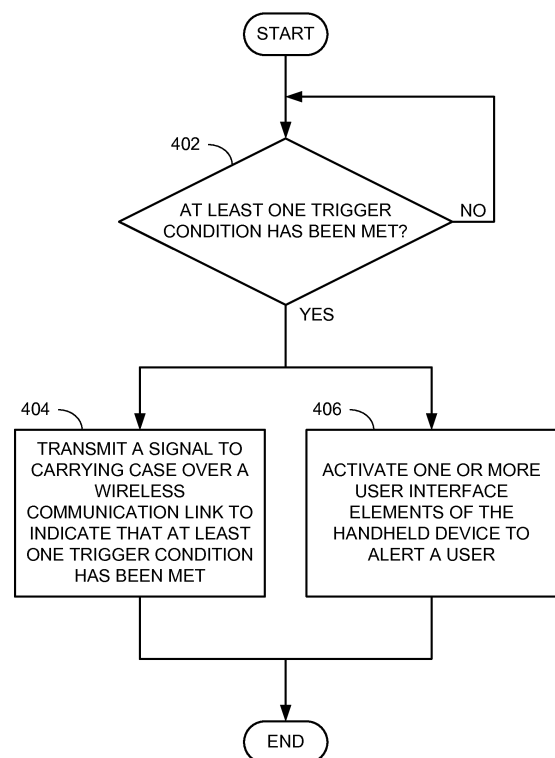 START
402
AT LEAST ONE TRIGGER
CONDITION HAS BEEN MET?
NO
YES
404
TRANSMIT A SIGNAL TO
CARRYING CASE OVER A
WIRELESS
COMMUNICATION LINK TO
INDICATE THAT AT LEAST
ONE TRIGGER CONDITION
HAS BEEN MET
406
ACTIVATE ONE OR MORE
USER INTERFACE
ELEMENTS OF THE
HANDHELD DEVICE TO
ALERT A USER
END